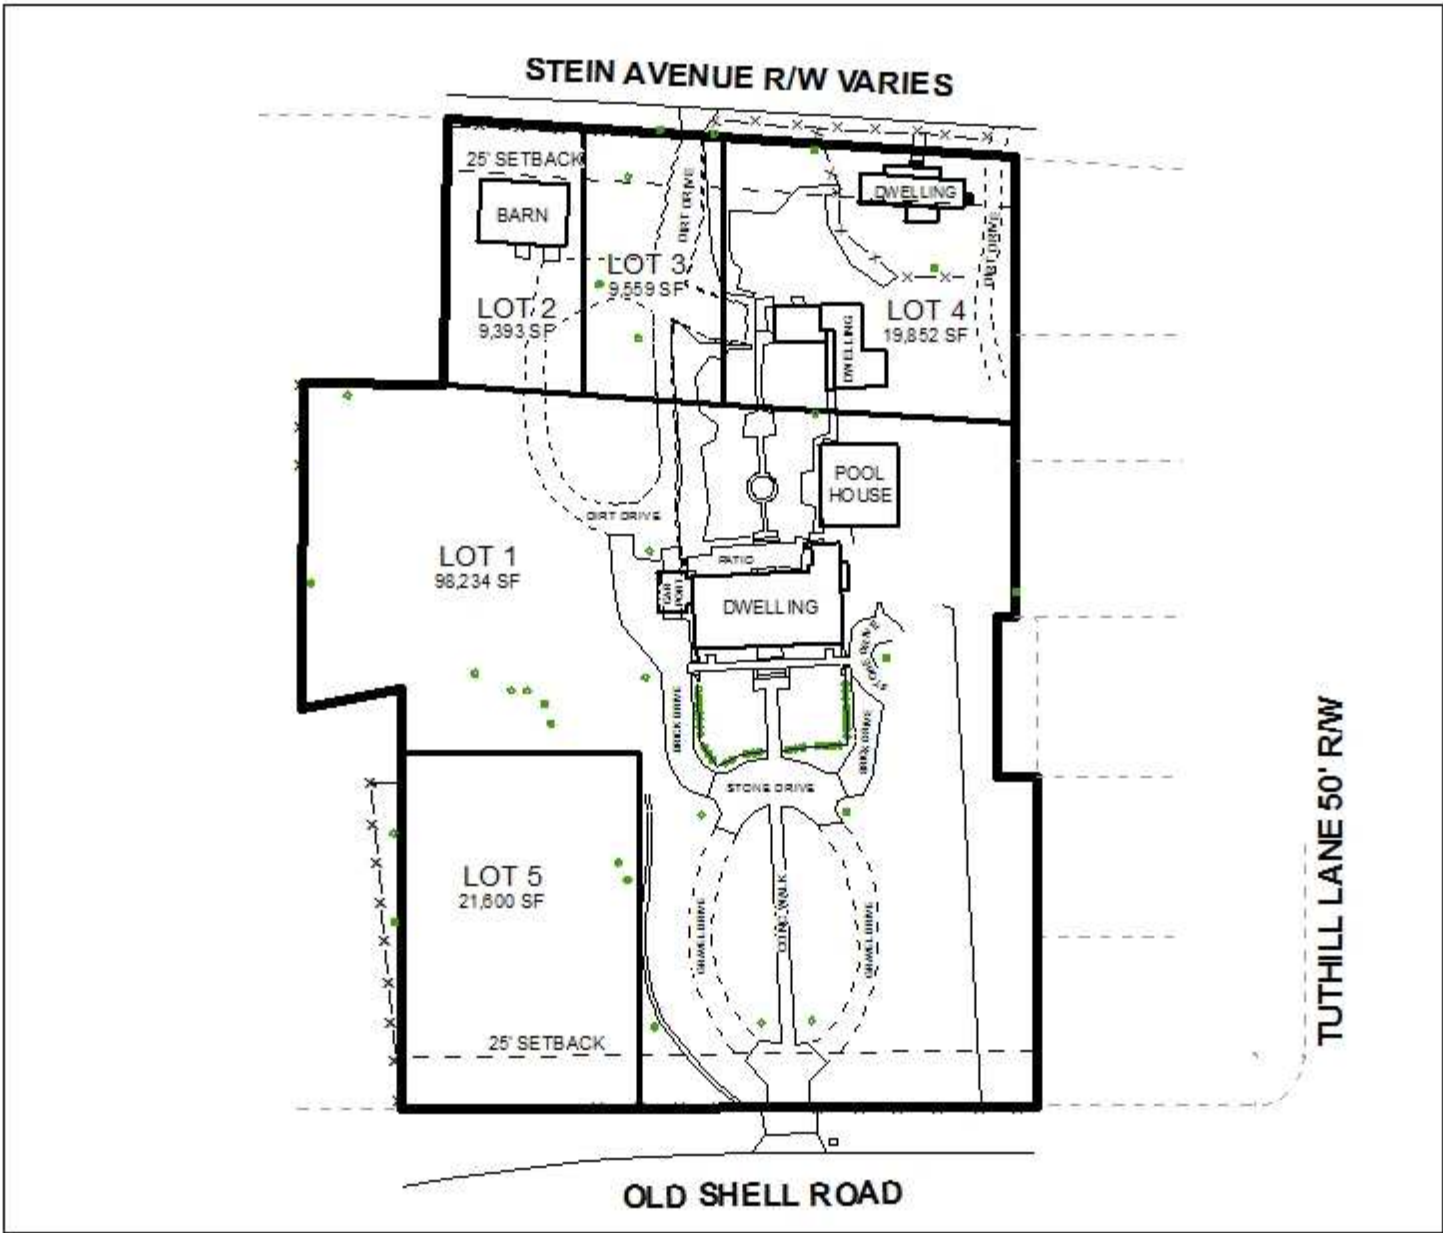 STEIN AVENUE R/W VARIES
25' SETBACK
BARN
DIRT DRIVE
DWELLING
DIRT DRIVE
LOT 3
9,559 SF
LOT 2
9,393 SF
LOT 4
19,852 SF
DWELLING
POOL
HOUSE
DIRT DRIVE
LOT 1
98,234 SF
PATIO
CAR
PORT
DWELLING
STONE DRIVE
BRICK DRIVE
BRICK DRIVE
STONE DRIVE
LOT 5
21,600 SF
GRAVEL DRIVE
CONC. WALK
GRAVEL DRIVE
25' SETBACK
TUTHILL LANE 50' R/W
OLD SHELL ROAD